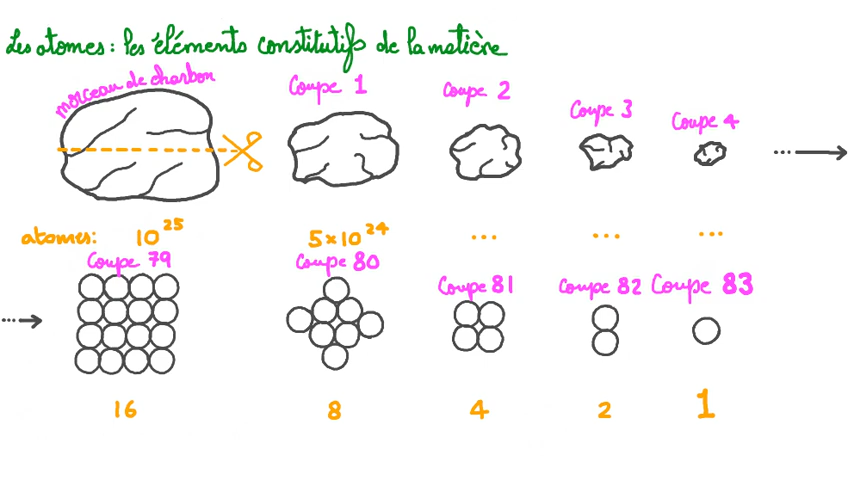 Les atomes : les éléments constitutifs de la matière
morceau de charbon
Coupe 1
Coupe 2
Coupe 3
Coupe 4
... 
atomes: 10^25
5×10^24
...
...
...
Coupe 79
Coupe 80
Coupe 81
Coupe 82
Coupe 83
...
16
8
4
2
1